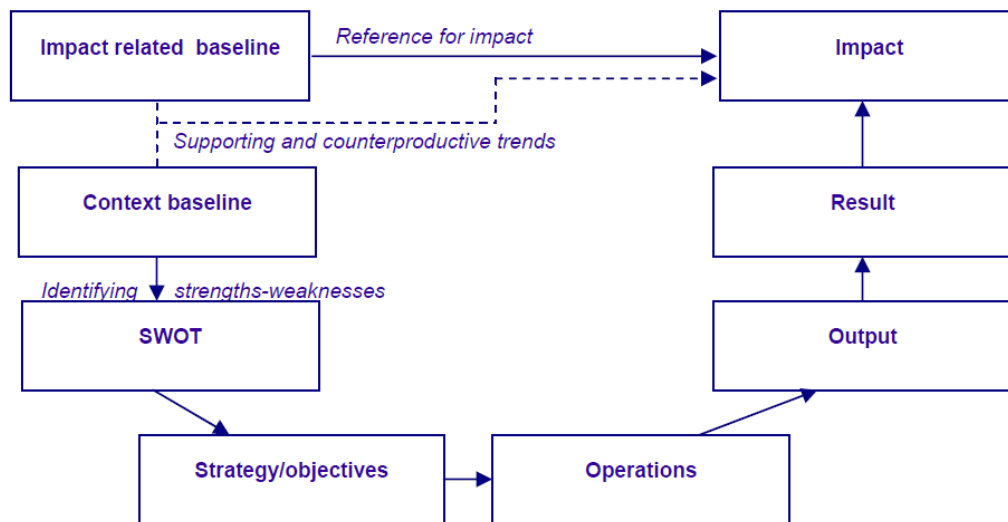 Impact related baseline
Reference for impact
Impact
Supporting and counterproductive trends
Context baseline
Result
Identifying strengths-weaknesses
SWOT
Output
Strategy/objectives
Operations